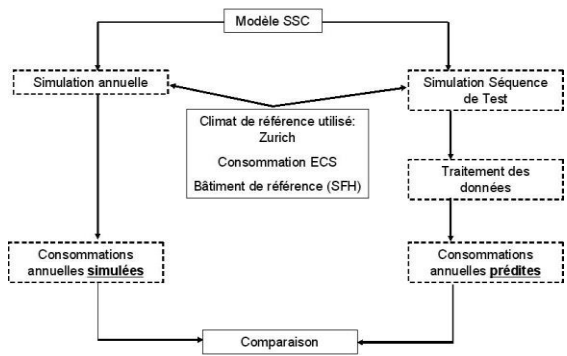 Modèle SSC
Simulation annuelle
Simulation Séquence
de Test
Climat de référence utilisé:
Zurich
Consommation ECS
Bâtiment de référence (SFH)
Traitement des
données
Consommations
annuelles simulées
Consommations
annuelles prédites
Comparaison